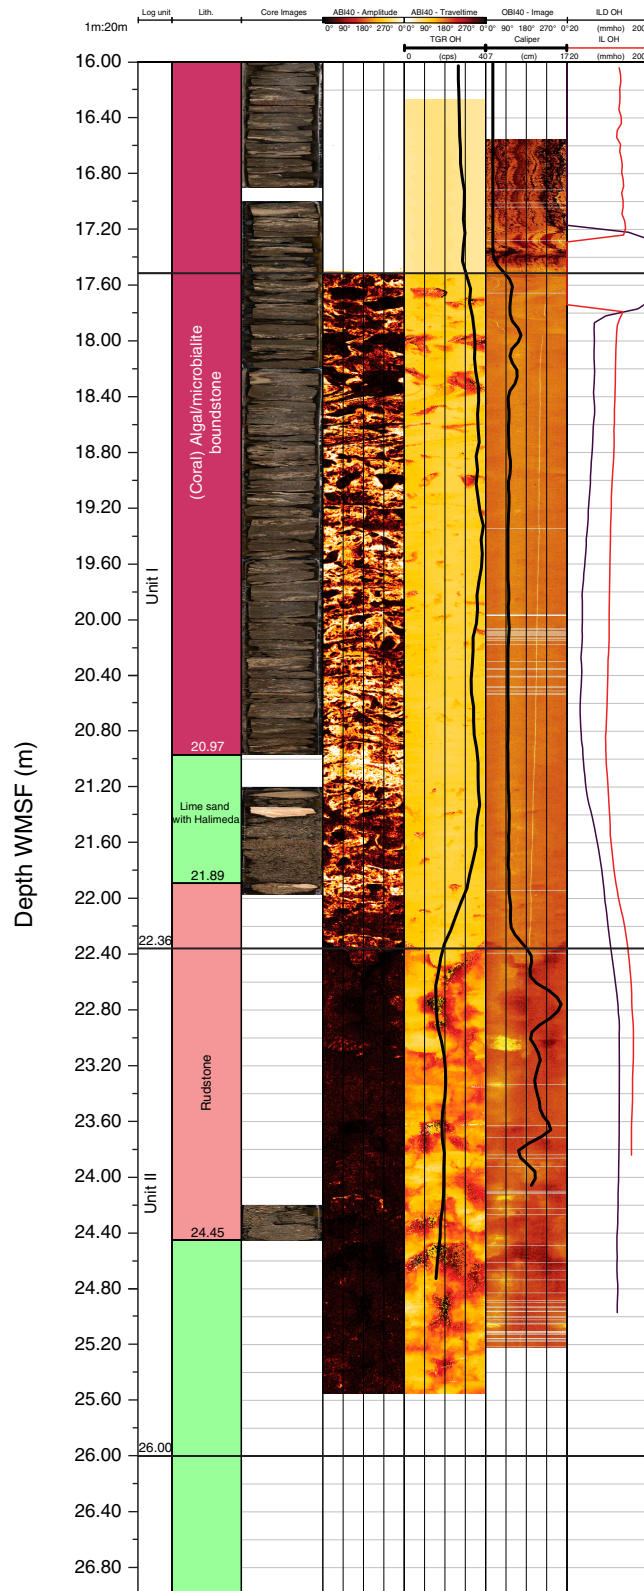 Log unit Lith. Core Images ABI40 - Amplitude ABI40 - Traveltime OBI40 - Image ILD OH
1m:20m 0° 90° 180° 270° 0° 0° 90° 180° 270° 0° 0° 90° 180° 270° 0° 20 (mmho) 200
TGR OH Caliper IL OH
0 (cps) 40 7 (cm) 17 20 (mmho) 200
16.00
16.40
16.80
17.20
17.60
18.00
18.40
18.80
19.20
19.60
20.00
20.40
20.80
21.20
21.60
22.00
22.40
22.80
23.20
23.60
24.00
24.40
24.80
25.20
25.60
26.00
26.40
26.80
Depth WMSF (m)
Unit I
22.36
Unit II
26.00
(Coral) Algal/microbialite
boundstone
20.97
Lime sand
with Halimeda
21.89
Rudstone
24.45